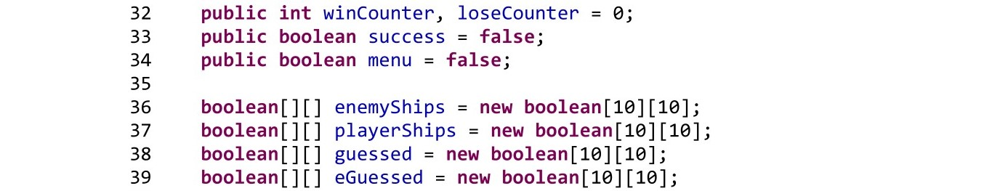 32 public int winCounter, loseCounter = 0;
33 public boolean success = false;
34 public boolean menu = false;
35
36 boolean[][] enemyShips = new boolean[10][10];
37 boolean[][] playerShips = new boolean[10][10];
38 boolean[][] guessed = new boolean[10][10];
39 boolean[][] eGuessed = new boolean[10][10];